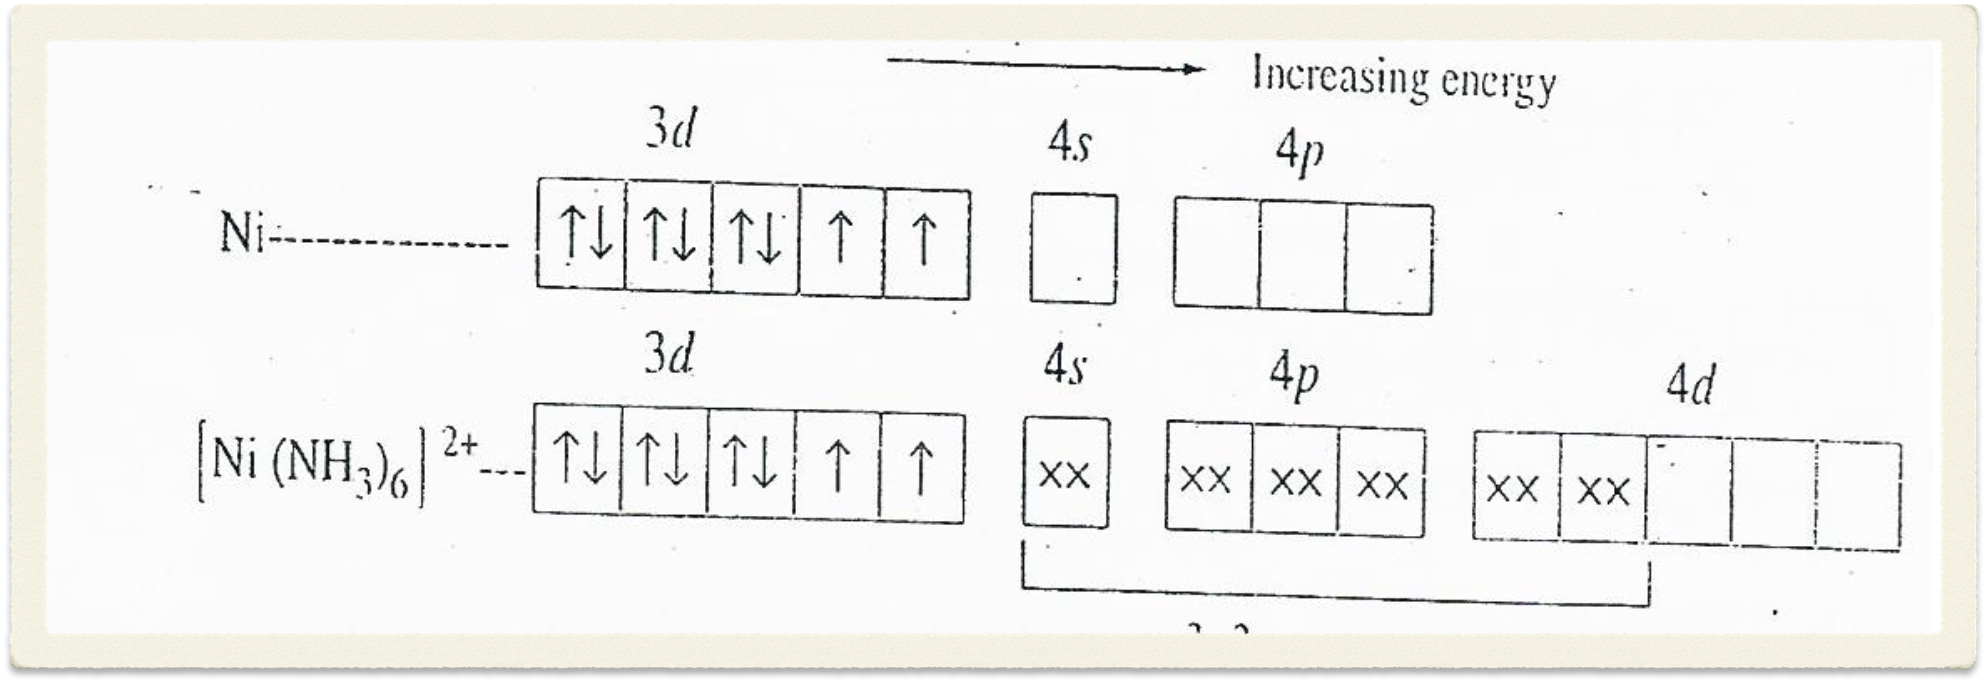 Increasing energy
3d 4s 4p
Ni-------------- ↑↓ ↑↓ ↑↓ ↑ ↑
3d 4s 4p 4d
[Ni (NH₃)₆]²⁺--- ↑↓ ↑↓ ↑↓ ↑ ↑ xx xx xx xx xx xx